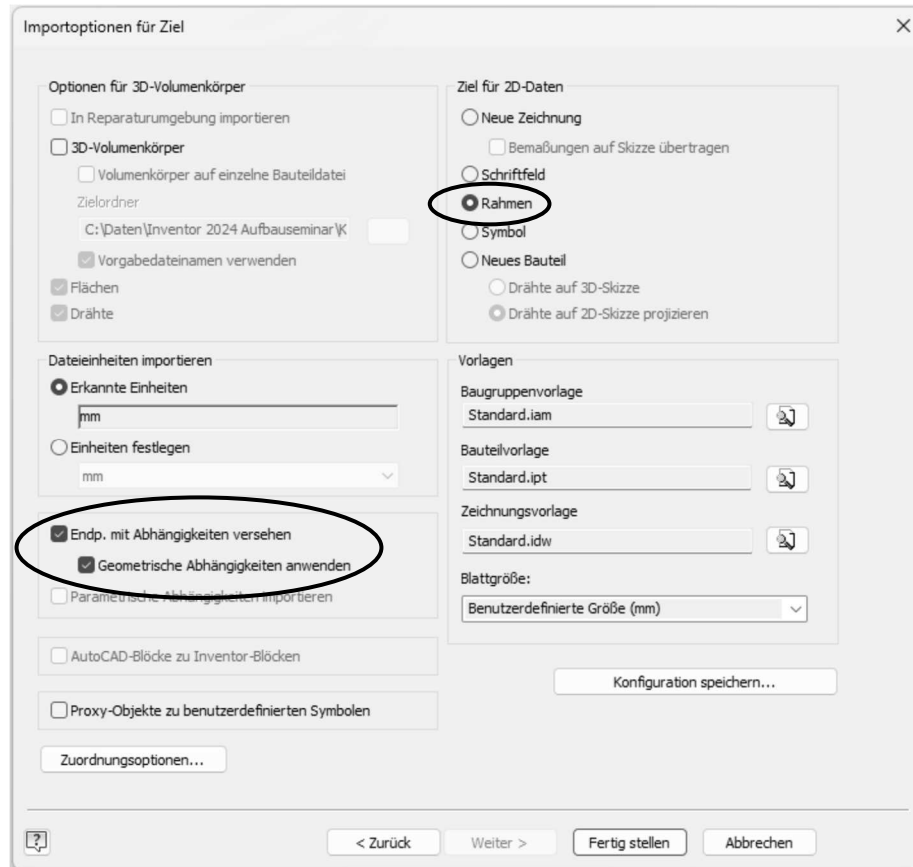 Importoptionen für Ziel
Optionen für 3D-Volumenkörper
In Reparaturumgebung importieren
3D-Volumenkörper
Volumenkörper auf einzelne Bauteildatei
Zielordner
C:\Daten\Inventor 2024 Aufbauseminar\K
Vorgabedateinamen verwenden
Flächen
Drähte
Ziel für 2D-Daten
Neue Zeichnung
Bemaßungen auf Skizze übertragen
Schriftfeld
Rahmen
Symbol
Neues Bauteil
Drähte auf 3D-Skizze
Drähte auf 2D-Skizze projizieren
Dateieinheiten importieren
Erkannte Einheiten
mm
Einheiten festlegen
mm
Vorlagen
Baugruppenvorlage
Standard.iam
Bauteilvorlage
Standard.ipt
Zeichnungsvorlage
Standard.idw
Blattgröße:
Benutzerdefinierte Größe (mm)
Endp. mit Abhängigkeiten versehen
Geometrische Abhängigkeiten anwenden
Parametrische Abhängigkeiten importieren
AutoCAD-Blöcke zu Inventor-Blöcken
Konfiguration speichern...
Proxy-Objekte zu benutzerdefinierten Symbolen
Zuordnungsoptionen...
?
< Zurück
Weiter >
Fertig stellen
Abbrechen